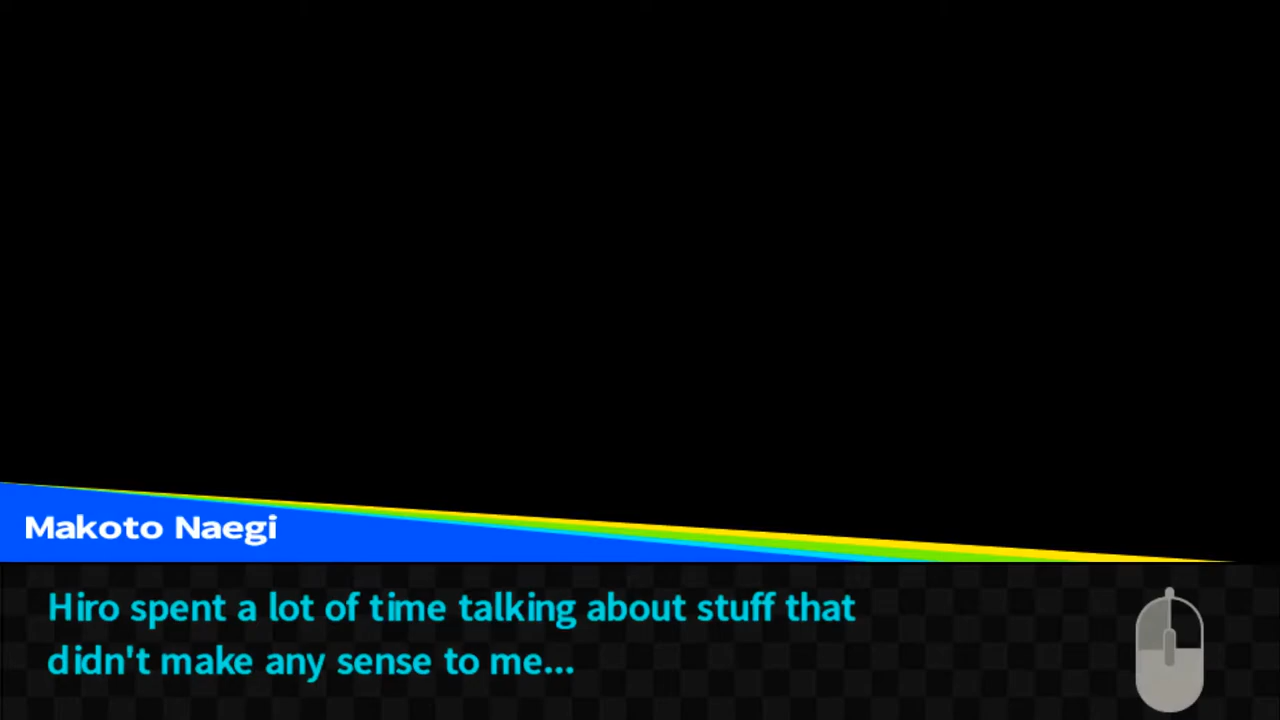 Makoto Naegi
Hiro spent a lot of time talking about stuff that
didn't make any sense to me...